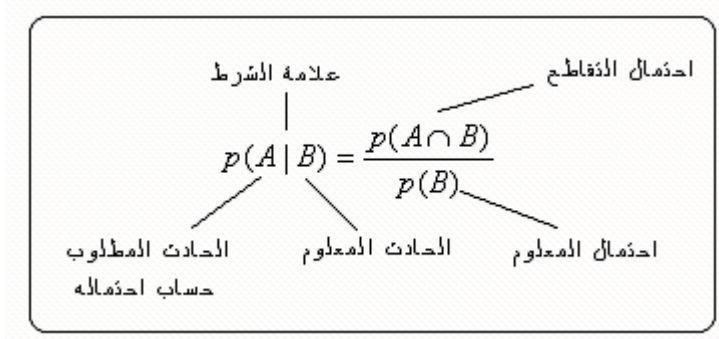 احتمال التقاطع
علامة الشرط
p(A | B) = p(A ∩ B) / p(B)
الحادث المطلوب
حساب احتماله
الحادث المعلوم
احتمال المعلوم